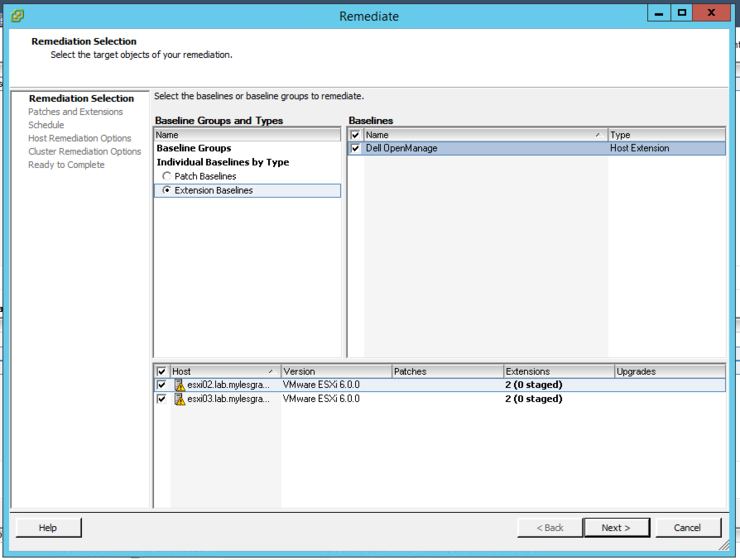 Remediate
Remediation Selection
Select the target objects of your remediation.
Remediation Selection
Patches and Extensions
Schedule
Host Remediation Options
Cluster Remediation Options
Ready to Complete
Select the baselines or baseline groups to remediate.
Baseline Groups and Types
Name
Baseline Groups
Individual Baselines by Type
Patch Baselines
Extension Baselines
Baselines
Name Type
Dell OpenManage Host Extension
Host Version Patches Extensions Upgrades
esxi02.lab.mylesgra... VMware ESXi 6.0.0 2 (0 staged)
esxi03.lab.mylesgra... VMware ESXi 6.0.0 2 (0 staged)
Help < Back Next > Cancel